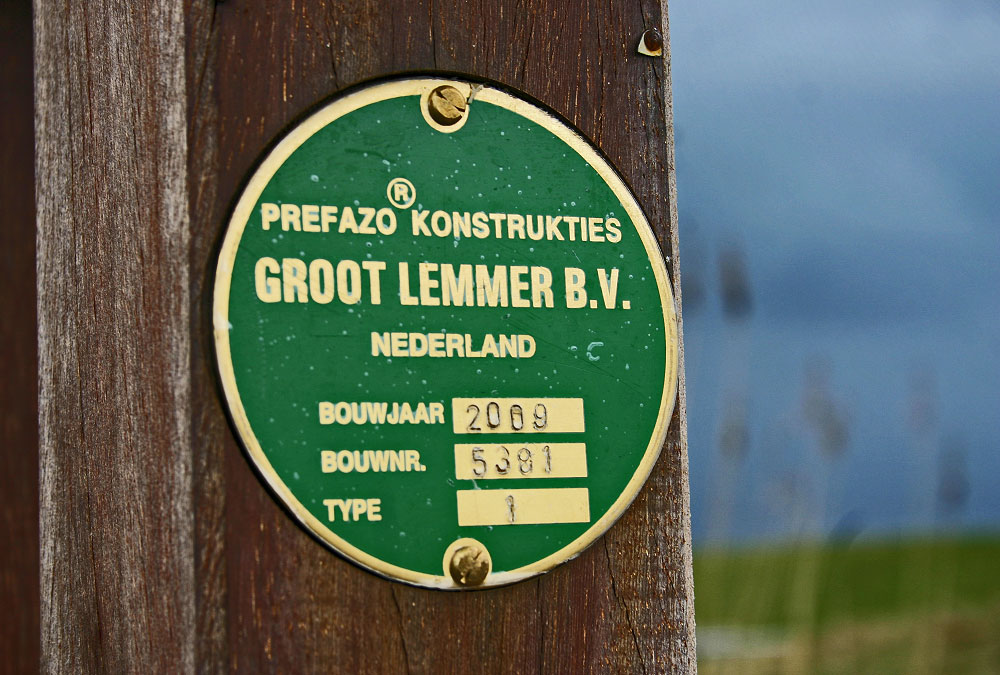 PREFAZO® KONSTRUKTIES
GROOT LEMMER B.V.
NEDERLAND
BOUWJAAR 2009
BOUWNR. 5381
TYPE 1